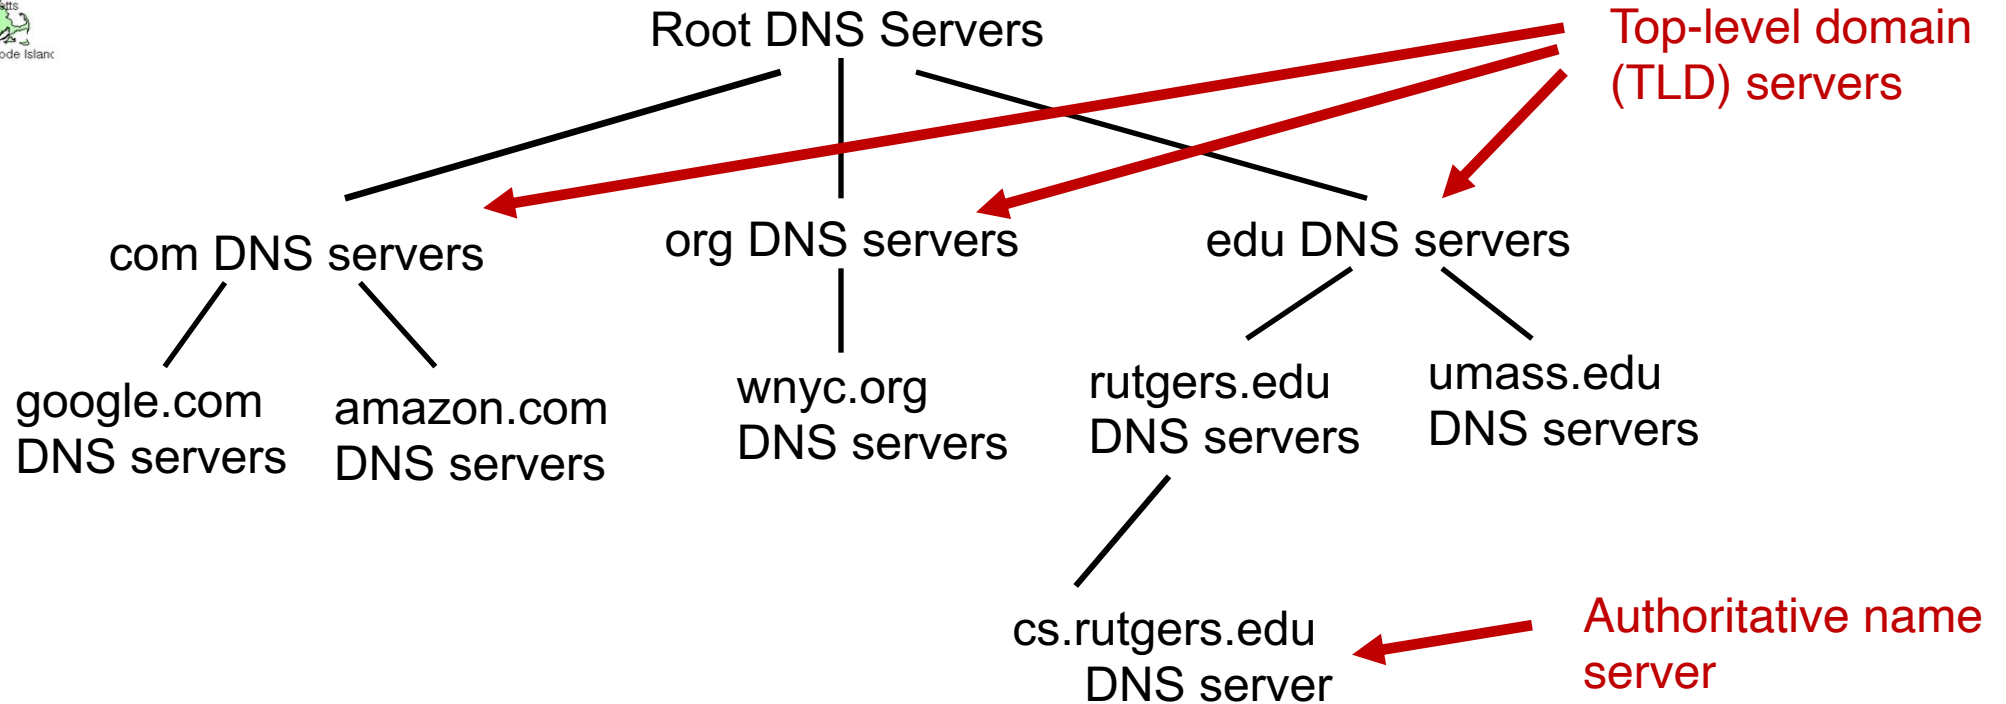 Root DNS Servers
Top-level domain
(TLD) servers
com DNS servers
org DNS servers
edu DNS servers
google.com
DNS servers
amazon.com
DNS servers
wnyc.org
DNS servers
rutgers.edu
DNS servers
umass.edu
DNS servers
cs.rutgers.edu
DNS server
Authoritative name
server